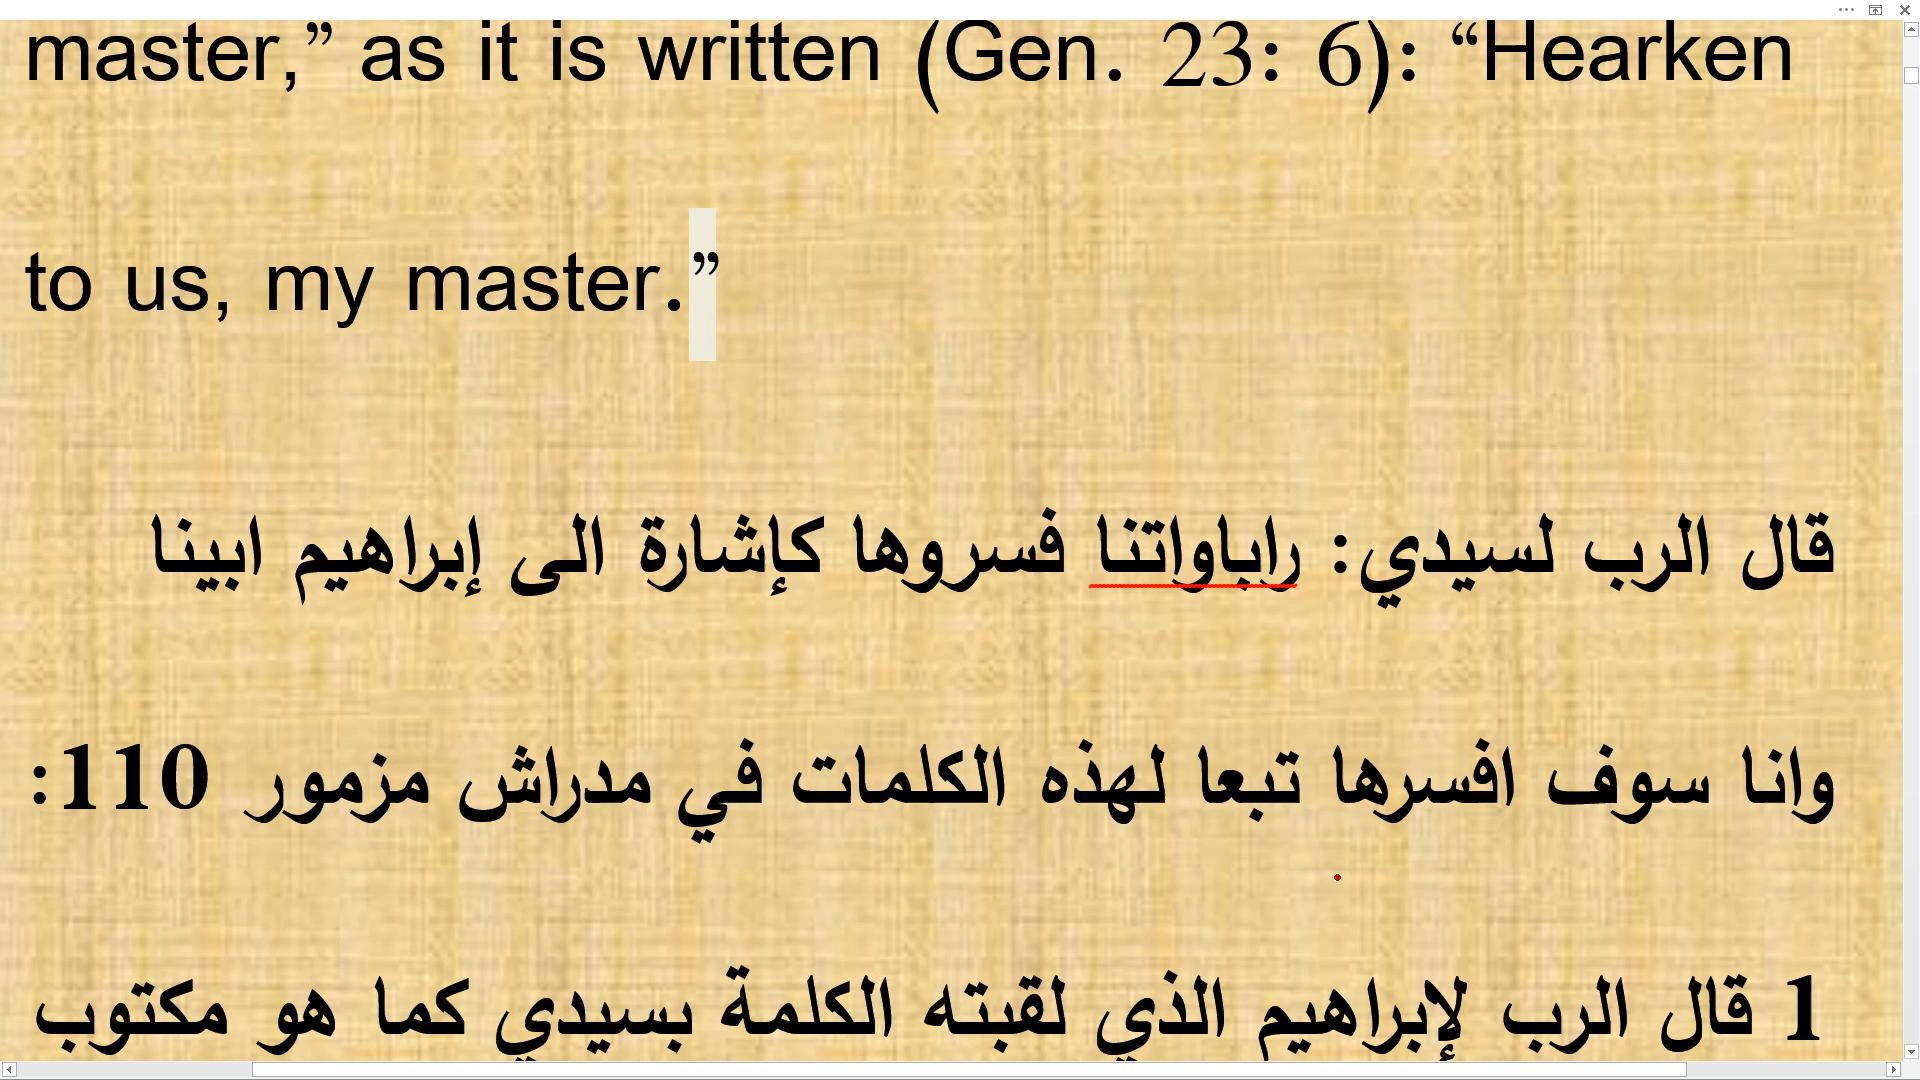 master,” as it is written (Gen. 23: 6): “Hearken
to us, my master.”
قال الرب لسيدي: راباواتنا فسروها كإشارة الى إبراهيم ابينا
وانا سوف افسرها تبعا لهذه الكلمات في مدراش مزمور 110:
1 قال الرب لإبراهيم الذي لقبته الكلمة بسيدي كما هو مكتوب